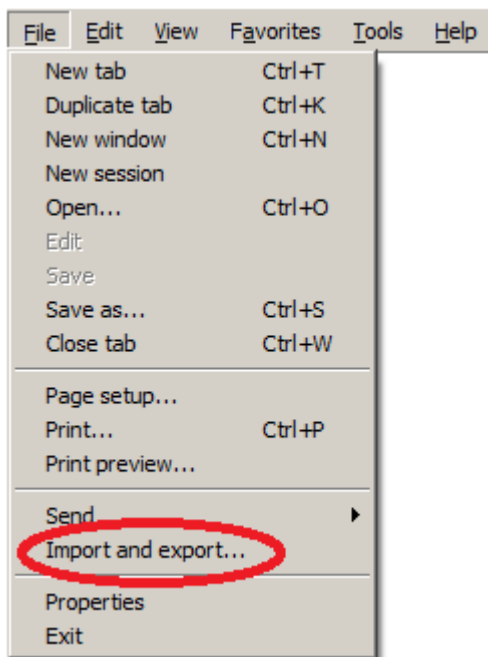 File Edit View Favorites Tools Help
New tab Ctrl+T
Duplicate tab Ctrl+K
New window Ctrl+N
New session
Open... Ctrl+O
Edit
Save
Save as... Ctrl+S
Close tab Ctrl+W
Page setup...
Print... Ctrl+P
Print preview...
Send
Import and export...
Properties
Exit